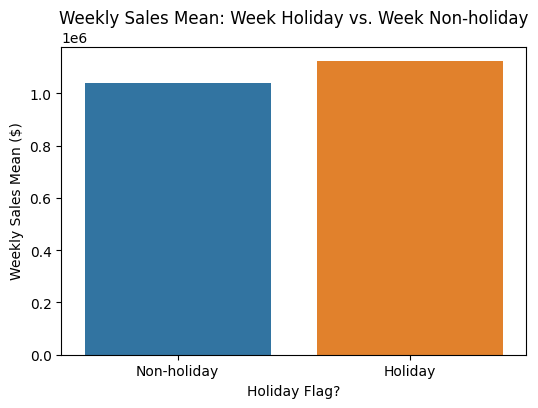 Weekly Sales Mean: Week Holiday vs. Week Non-holiday
1e6
1.0
0.8
0.6
0.4
0.2
0.0
Weekly Sales Mean ($)
Non-holiday
Holiday
Holiday Flag?